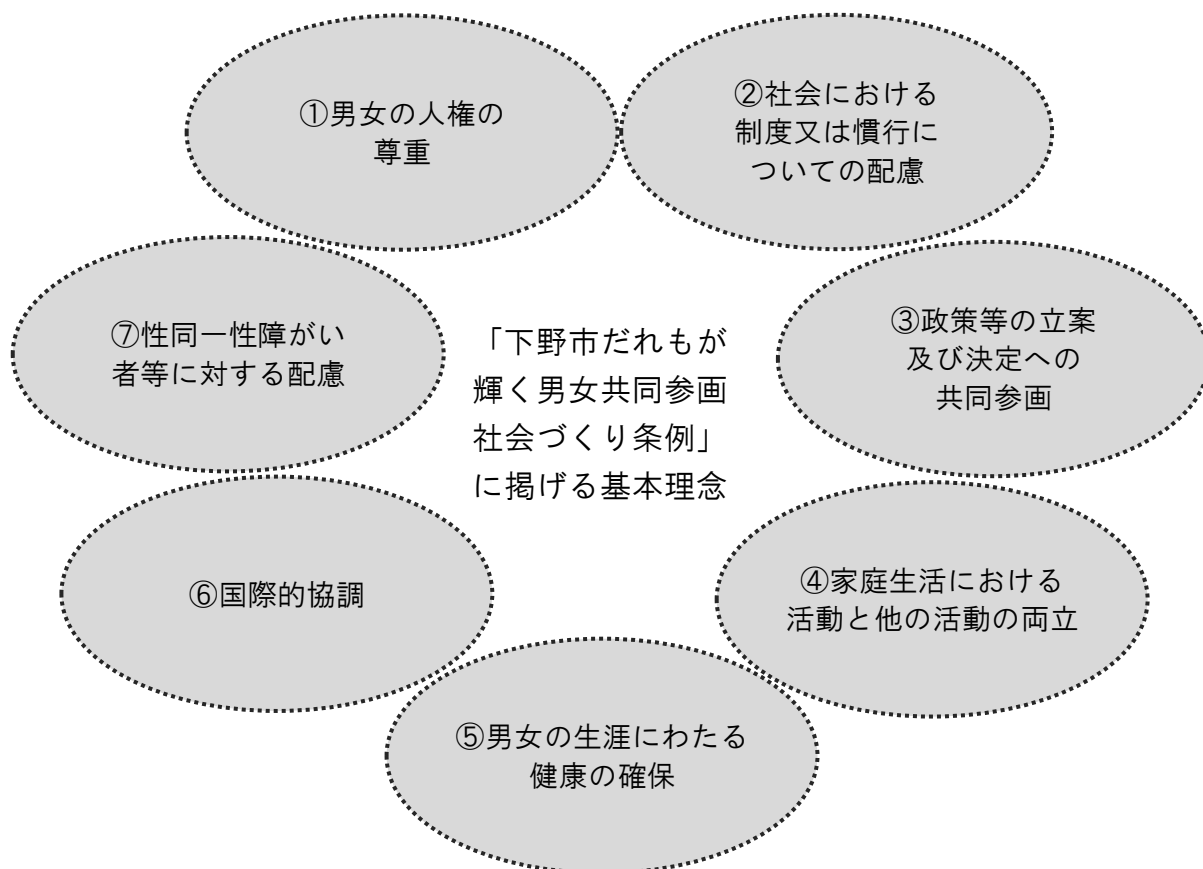 ①男女の人権の
尊重
②社会における
制度又は慣行に
ついての配慮
③政策等の立案
及び決定への
共同参画
④家庭生活における
活動と他の活動の両立
⑤男女の生涯にわたる
健康の確保
⑥国際的協調
⑦性同一性障がい
者等に対する配慮
「下野市だれもが
輝く男女共同参画
社会づくり条例」
に掲げる基本理念